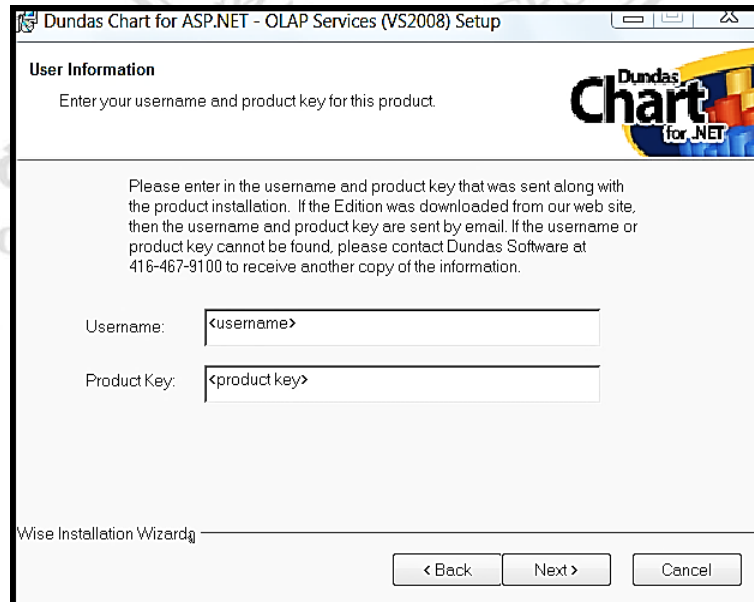 Dundas Chart for ASP.NET - OLAP Services (VS2008) Setup
User Information
Enter your username and product key for this product.
Dundas
Chart
for .NET
Please enter in the username and product key that was sent along with
the product installation. If the Edition was downloaded from our web site,
then the username and product key are sent by email. If the username or
product key cannot be found, please contact Dundas Software at
416-467-9100 to receive another copy of the information.
Username: <username>
Product Key: <product key>
Wise Installation Wizard
< Back Next > Cancel